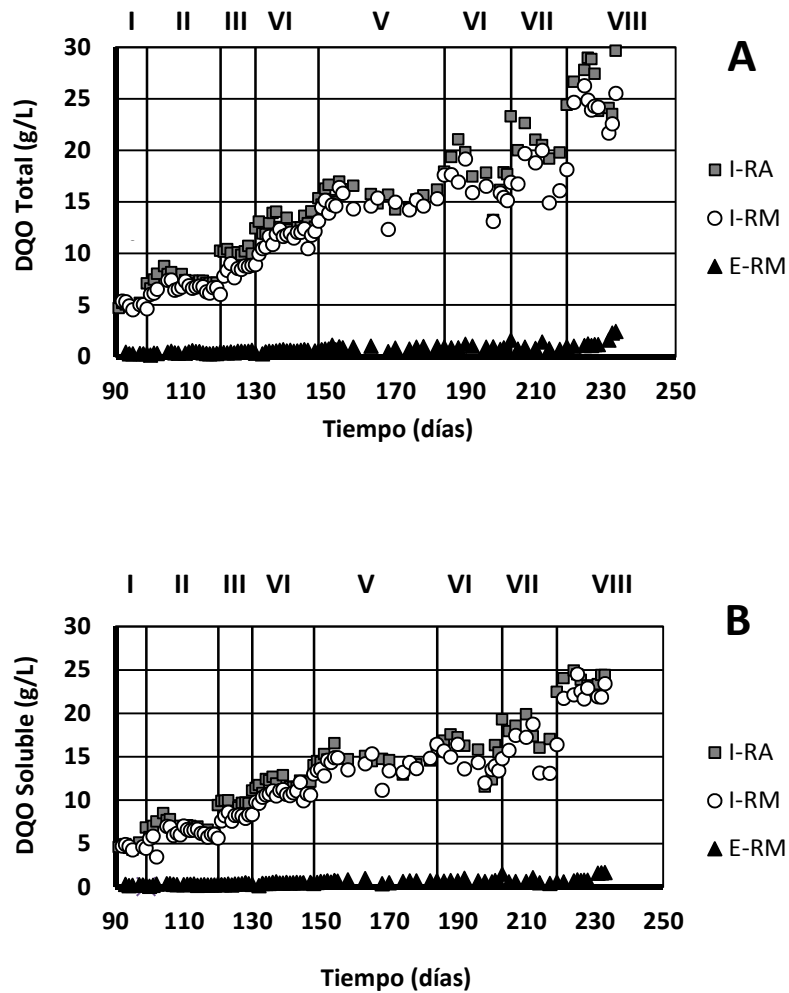 I II III VI V VI VII VIII
A
DQO Total (g/L)
30
25
20
15
10
5
0
90 110 130 150 170 190 210 230 250
Tiempo (días)
I-RA
I-RM
E-RM
I II III VI V VI VII VIII
B
DQO Soluble (g/L)
30
25
20
15
10
5
0
90 110 130 150 170 190 210 230 250
Tiempo (días)
I-RA
I-RM
E-RM